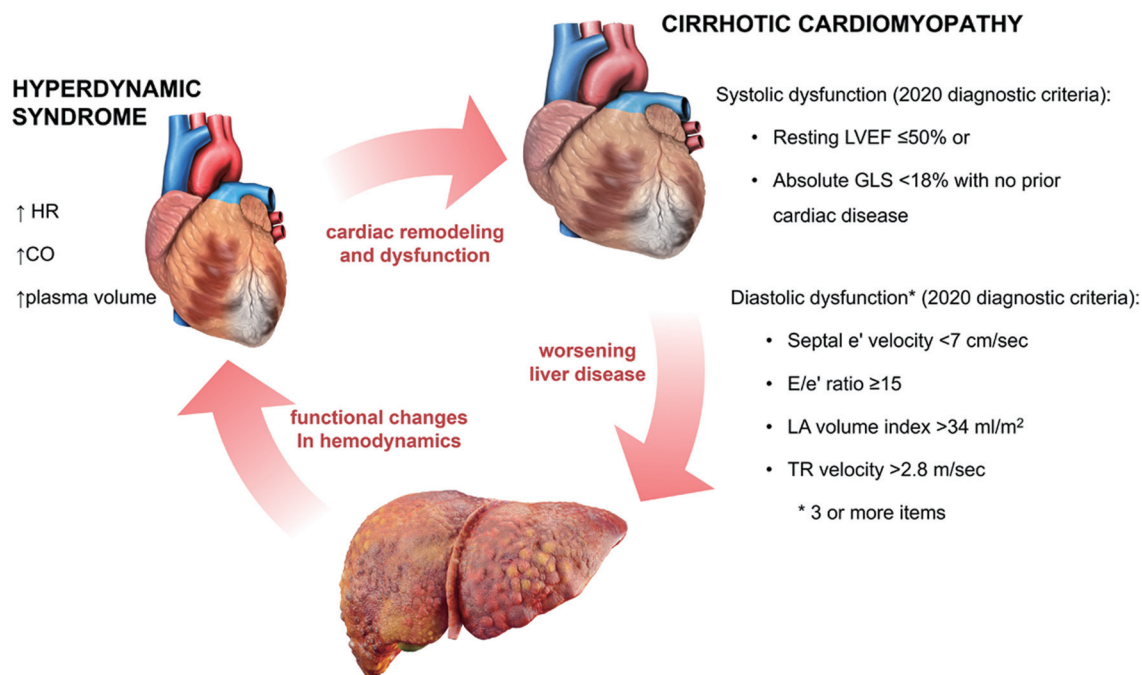 CIRRHOTIC CARDIOMYOPATHY
HYPERDYNAMIC
SYNDROME
↑ HR
↑CO
↑plasma volume
cardiac remodeling
and dysfunction
Systolic dysfunction (2020 diagnostic criteria):
• Resting LVEF ≤50% or
• Absolute GLS <18% with no prior
cardiac disease
Diastolic dysfunction* (2020 diagnostic criteria):
• Septal e' velocity <7 cm/sec
• E/e' ratio ≥15
• LA volume index >34 ml/m²
• TR velocity >2.8 m/sec
* 3 or more items
worsening
liver disease
functional changes
In hemodynamics